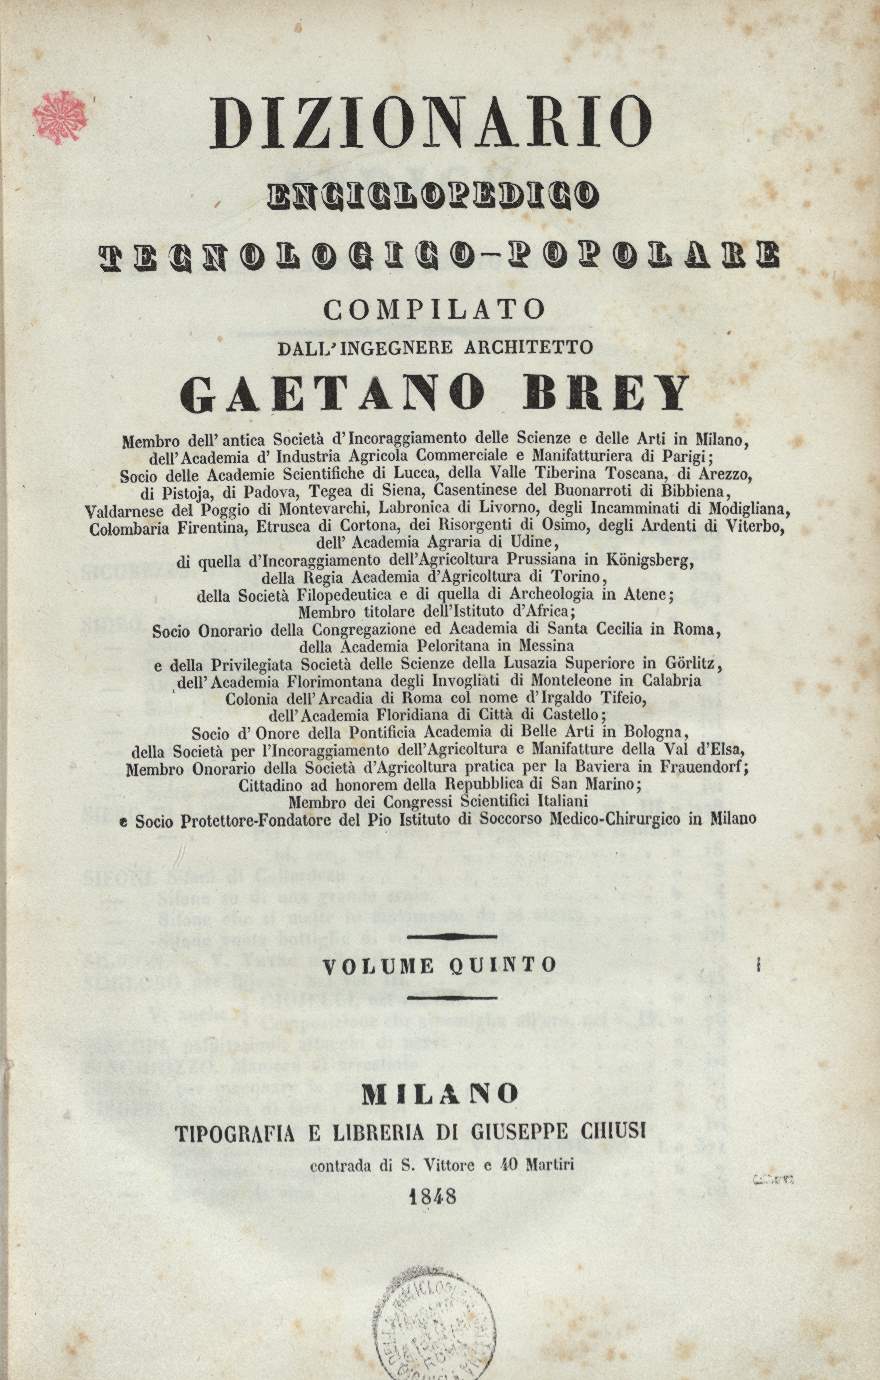 DIZIONARIO
ENCICLOPEDICO
TECNOLOGICO-POPOLARE
COMPILATO
DALL'INGEGNERE ARCHITETTO
GAETANO BREY
Membro dell'antica Società d'Incoraggiamento delle Scienze e delle Arti in Milano,
dell'Academia d'Industria Agricola Commerciale e Manifatturiera di Parigi;
Socio delle Academie Scientifiche di Lucca, della Valle Tiberina Toscana, di Arezzo,
di Pistoja, di Padova, Tegea di Siena, Casentinese del Buonarroti di Bibbiena,
Valdarnese del Poggio di Montevarchi, Labronica di Livorno, degli Incamminati di Modigliana,
Colombaria Firentina, Etrusca di Cortona, dei Risorgenti di Osimo, degli Ardenti di Viterbo,
dell'Academia Agraria di Udine,
di quella d'Incoraggiamento dell'Agricoltura Prussiana in Königsberg,
della Regia Academia d'Agricoltura di Torino,
della Società Filopedeutica e di quella di Archeologia in Atene;
Membro titolare dell'Istituto d'Africa;
Socio Onorario della Congregazione ed Academia di Santa Cecilia in Roma,
della Academia Peloritana in Messina
e della Privilegiata Società delle Scienze della Lusazia Superiore in Görlitz,
dell'Academia Florimontana degli Invogliati di Monteleone in Calabria
Colonia dell'Arcadia di Roma col nome d'Irgaldo Tifeio,
dell'Academia Floridiana di Città di Castello;
Socio d'Onore della Pontificia Academia di Belle Arti in Bologna,
della Società per l'Incoraggiamento dell'Agricoltura e Manifatture della Val d'Elsa,
Membro Onorario della Società d'Agricoltura pratica per la Baviera in Frauendorf;
Cittadino ad honorem della Repubblica di San Marino;
Membro dei Congressi Scientifici Italiani
e Socio Protettore-Fondatore del Pio Istituto di Soccorso Medico-Chirurgico in Milano
VOLUME QUINTO
MILANO
TIPOGRAFIA E LIBRERIA DI GIUSEPPE CHIUSI
contrada di S. Vittore e 40 Martiri
1848